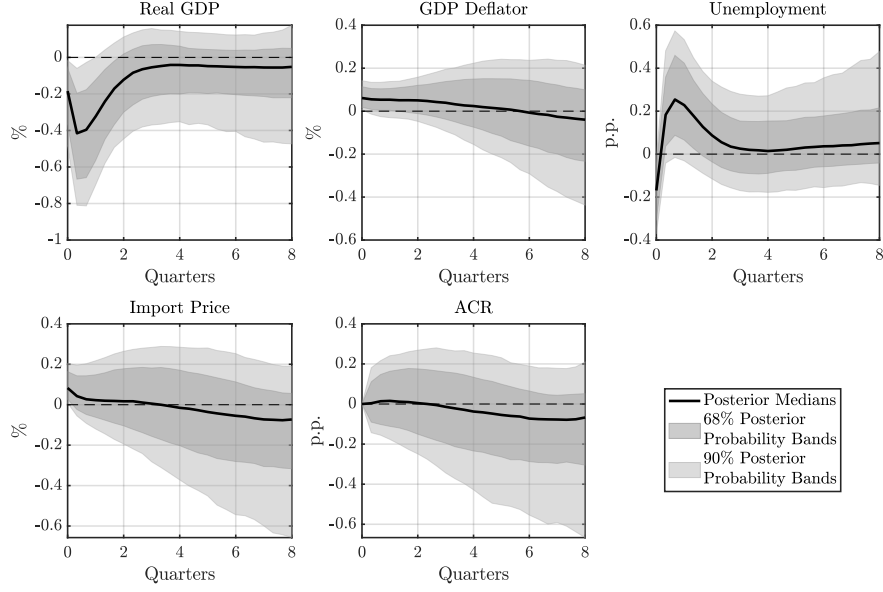 Real GDP
GDP Deflator
Unemployment
0
-0.2
-0.4
-0.6
-0.8
-1
%
0 2 4 6 8
Quarters
0.4
0.2
0
-0.2
-0.4
-0.6
%
0 2 4 6 8
Quarters
0.6
0.4
0.2
0
0.2
0.4
p.p.
0 2 4 6 8
Quarters
Import Price
ACR
0.4
0.2
0
-0.2
-0.4
-0.6
%
0 2 4 6 8
Quarters
0.4
0.2
0
-0.2
-0.4
-0.6
p.p.
0 2 4 6 8
Quarters
Posterior Medians
68% Posterior
Probability Bands
90% Posterior
Probability Bands